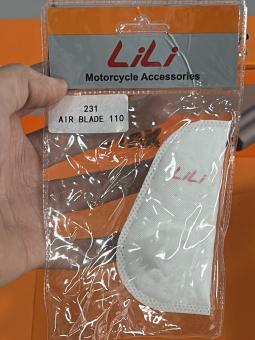 LiLi
Motorcycle Accessories
231
AIR BLADE 110
LiLi